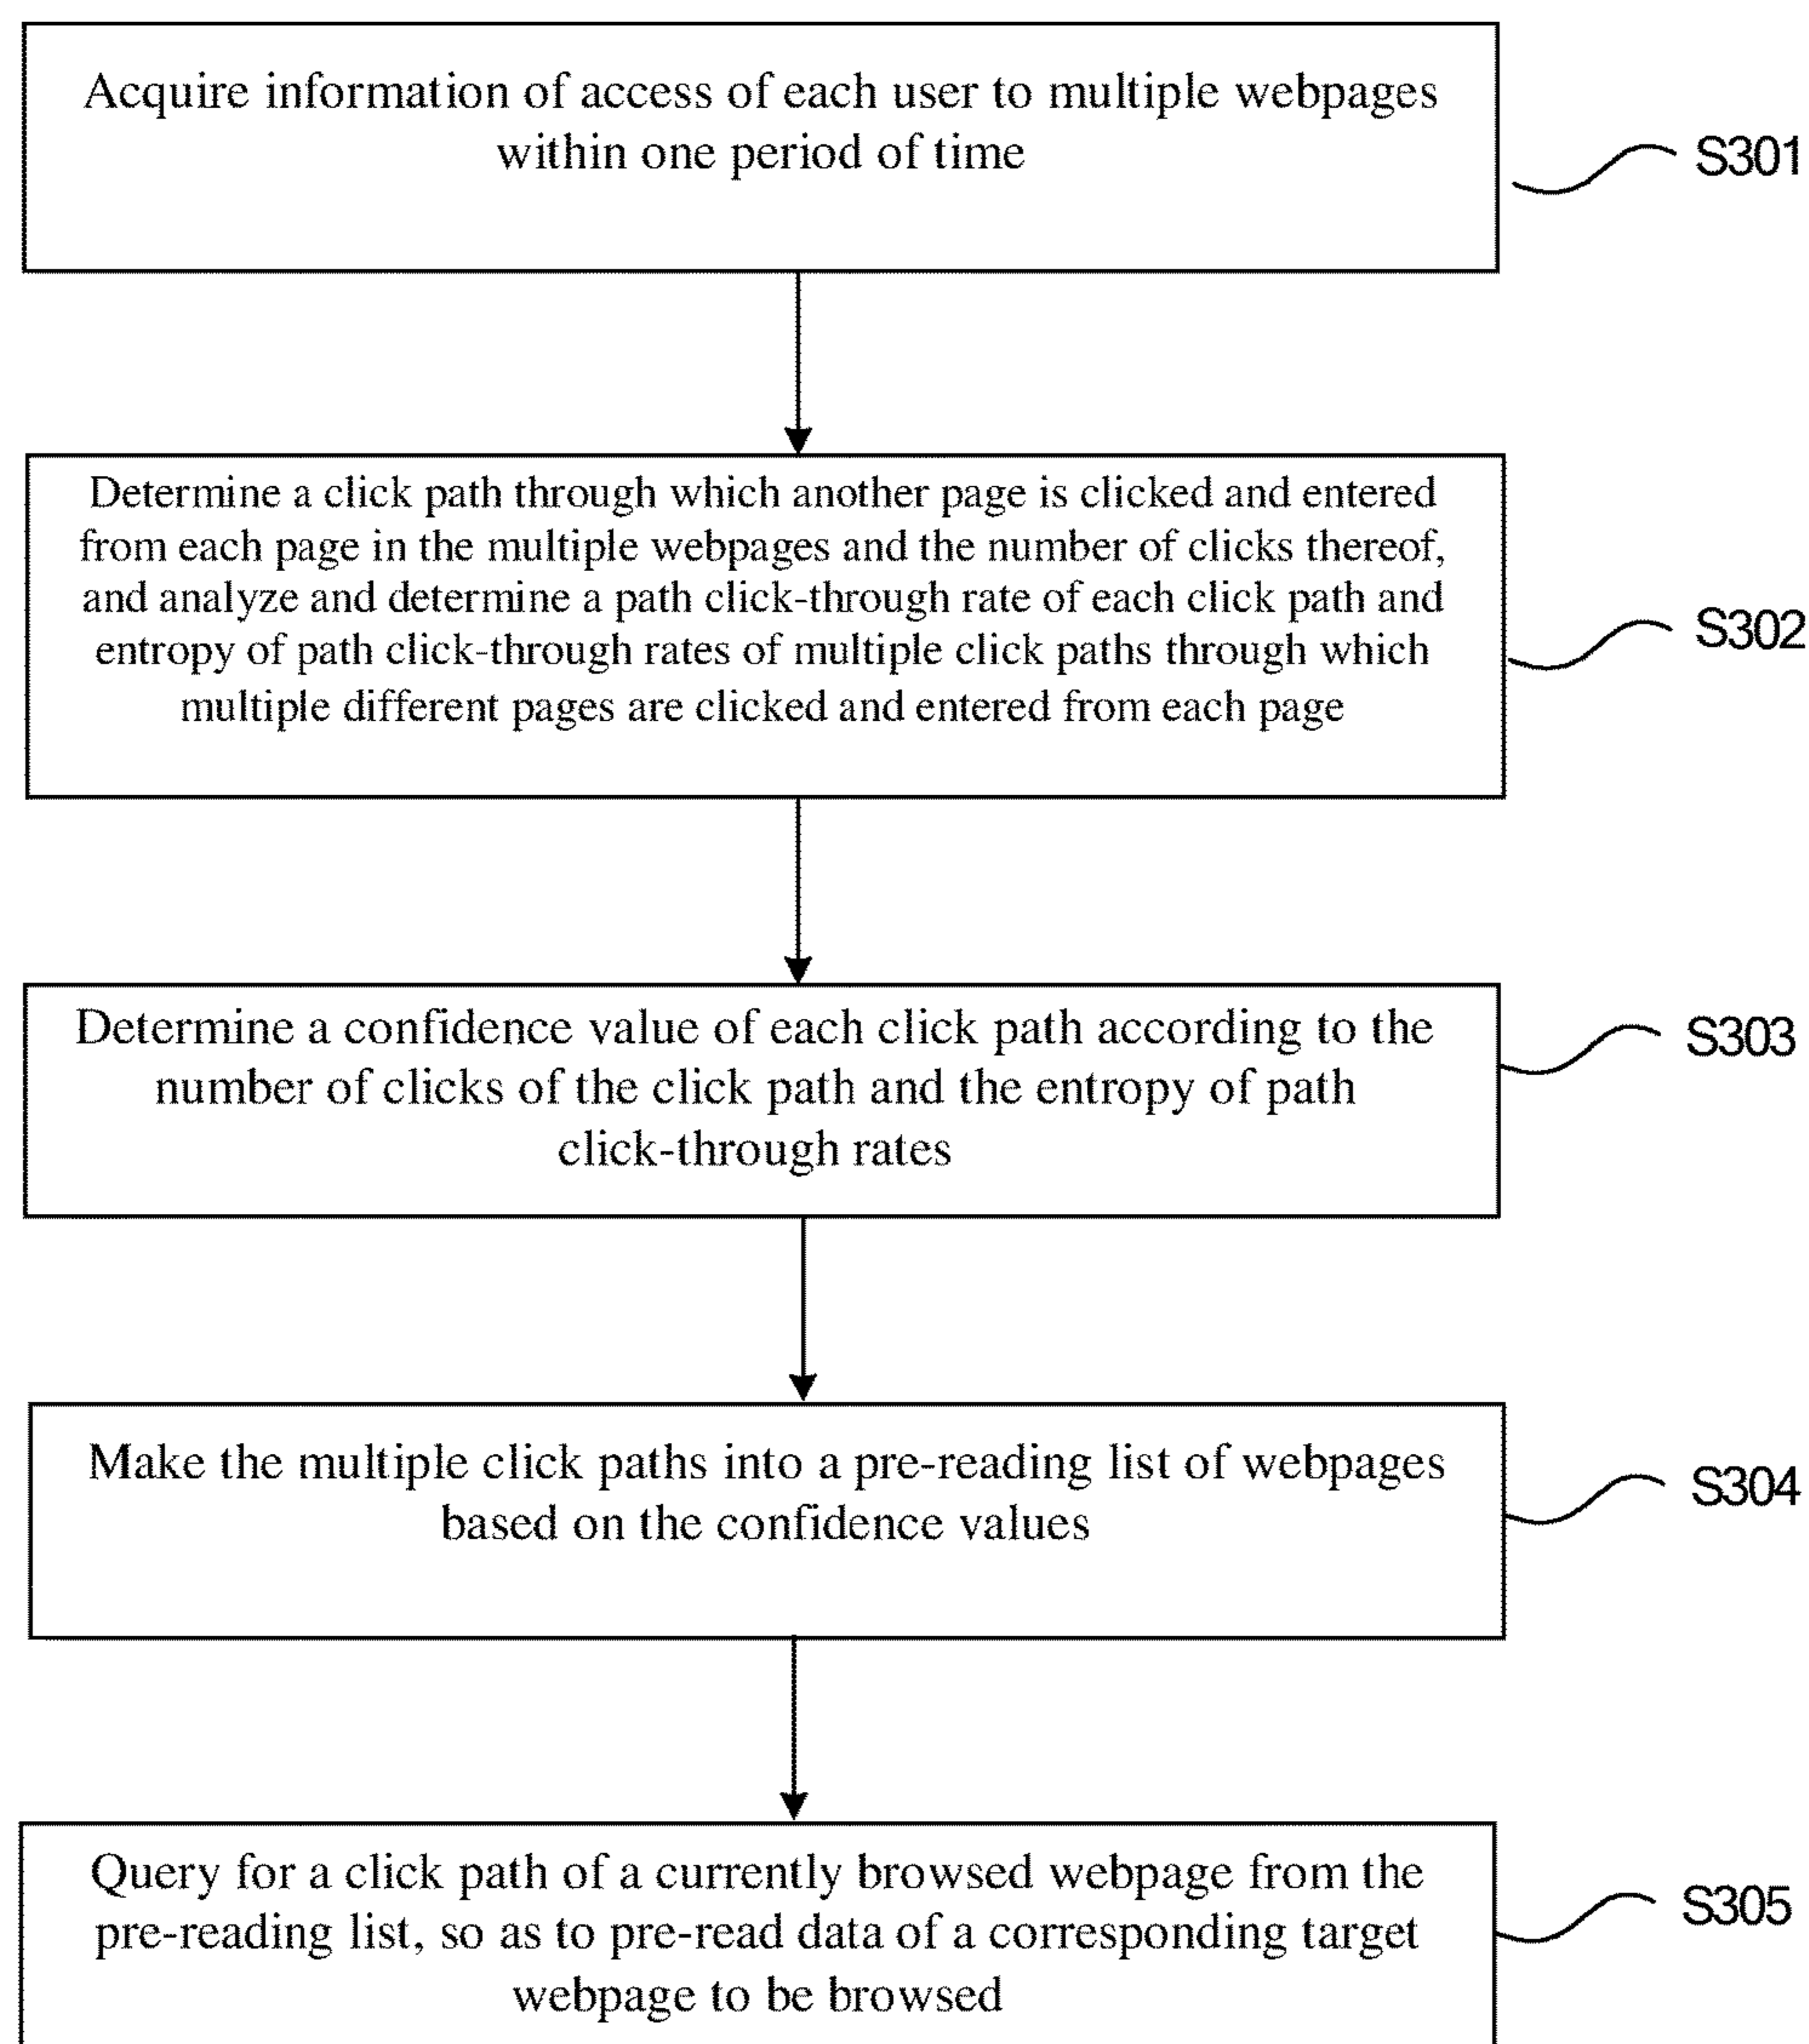 Acquire information of access of each user to multiple webpages
within one period of time
S301
Determine a click path through which another page is clicked and entered
from each page in the multiple webpages and the number of clicks thereof,
and analyze and determine a path click-through rate of each click path and
entropy of path click-through rates of multiple click paths through which
multiple different pages are clicked and entered from each page
S302
Determine a confidence value of each click path according to the
number of clicks of the click path and the entropy of path
click-through rates
S303
Make the multiple click paths into a pre-reading list of webpages
based on the confidence values
S304
Query for a click path of a currently browsed webpage from the
pre-reading list, so as to pre-read data of a corresponding target
webpage to be browsed
S305